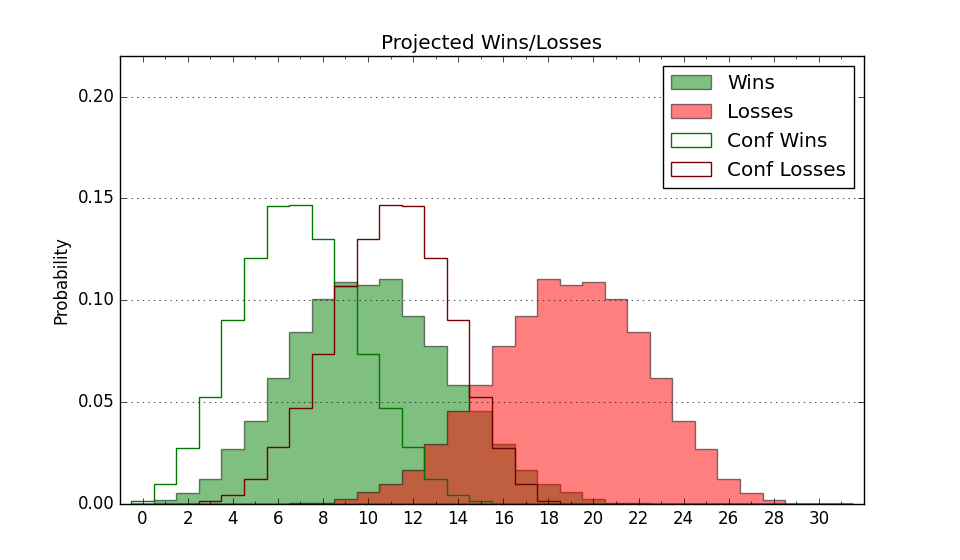 Projected Wins/Losses
Wins
Losses
Conf Wins
Conf Losses
Probability
0.20
0.15
0.10
0.05
0.00
0 2 4 6 8 10 12 14 16 18 20 22 24 26 28 30